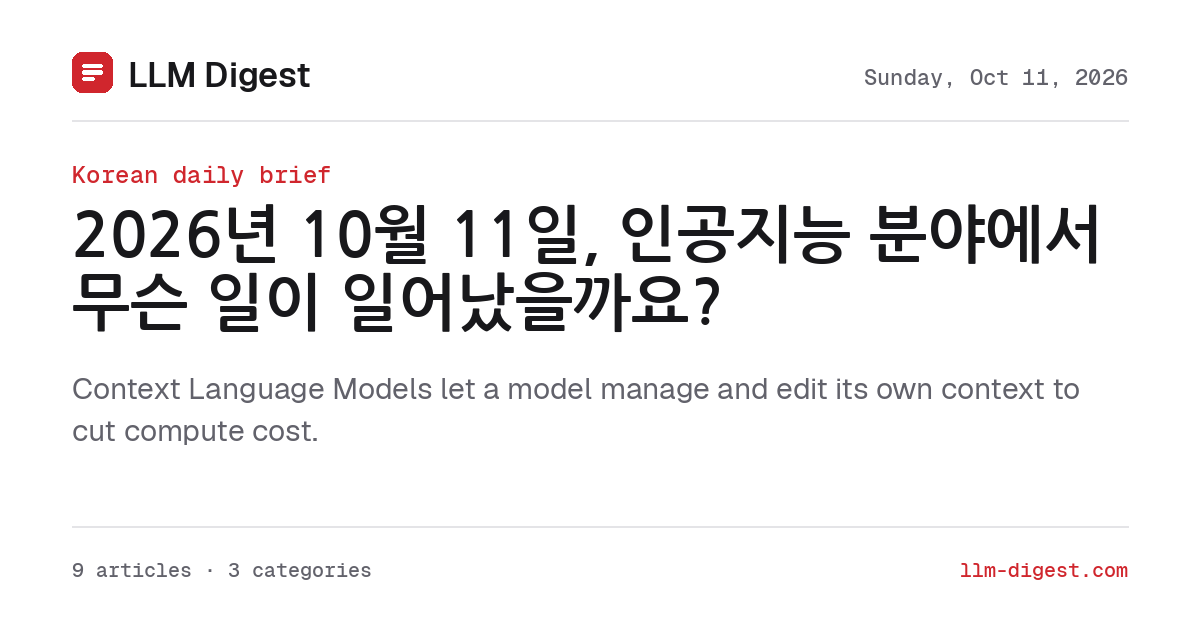 LLM Digest
Sunday, Oct 11, 2026
Korean daily brief
2026년 10월 11일, 인공지능 분야에서
무슨 일이 일어났을까요?
Context Language Models let a model manage and edit its own context to
cut compute cost.
9 articles · 3 categories
llm-digest.com